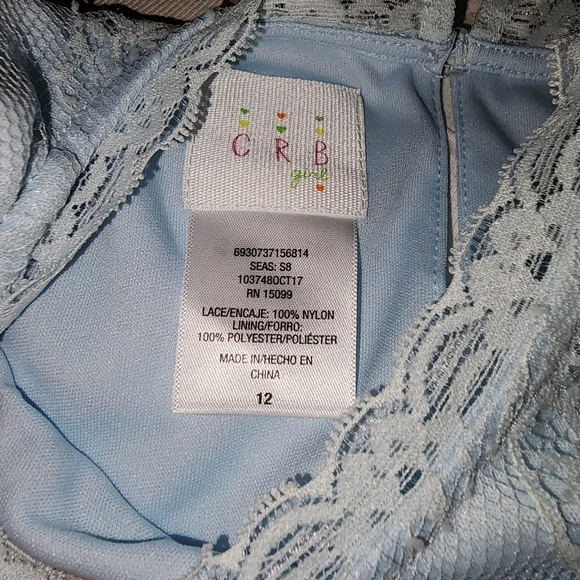 C R B
girl
6930737156814
SEAS: S8
103748OCT17
RN 15099
LACE/ENCAJE: 100% NYLON
LINING/FORRO:
100% POLYESTER/POLIÉSTER
MADE IN/HECHO EN
CHINA
12